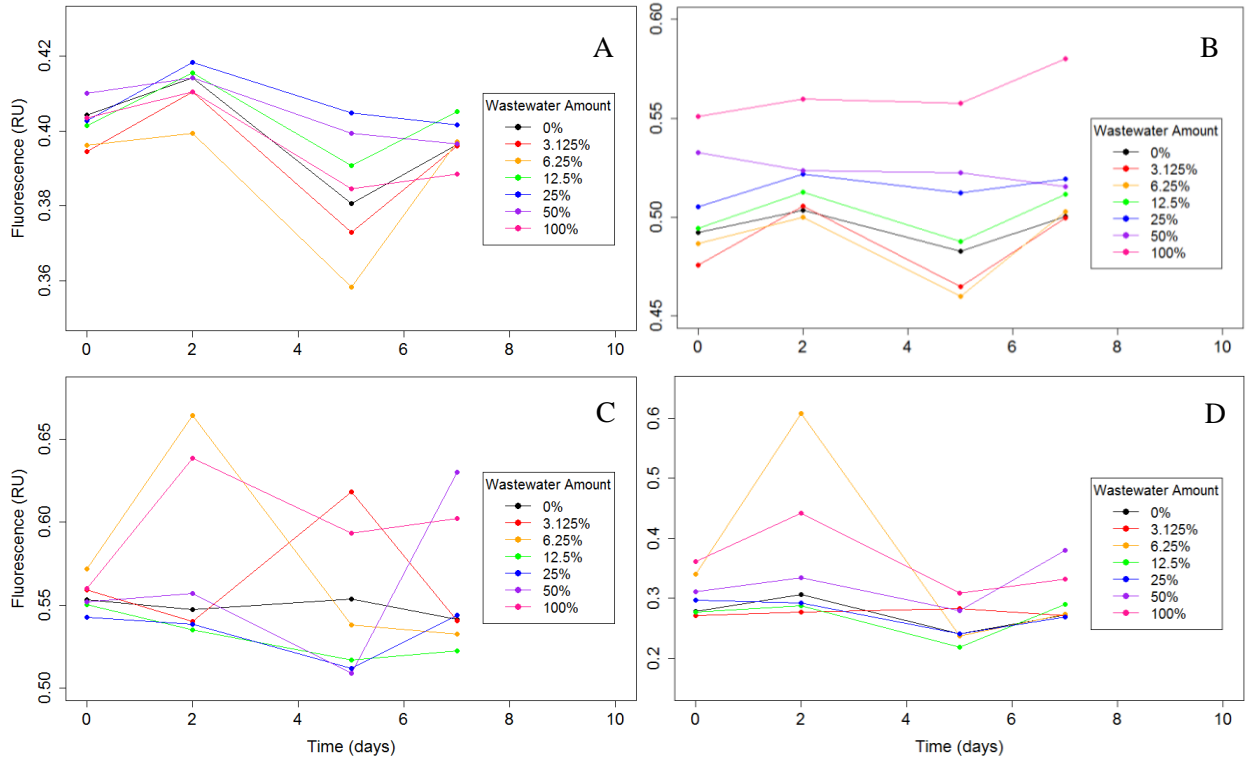 A
Fluorescence (RU)
0.42
0.40
0.38
0.36
Wastewater Amount
0%
3.125%
6.25%
12.5%
25%
50%
100%
0 2 4 6 8 10
B
0.60
0.55
0.50
0.45
Wastewater Amount
0%
3.125%
6.25%
12.5%
25%
50%
100%
0 2 4 6 8 10
C
Fluorescence (RU)
0.65
0.60
0.55
0.50
Wastewater Amount
0%
3.125%
6.25%
12.5%
25%
50%
100%
0 2 4 6 8 10
Time (days)
D
0.6
0.5
0.4
0.3
0.2
Wastewater Amount
0%
3.125%
6.25%
12.5%
25%
50%
100%
0 2 4 6 8 10
Time (days)